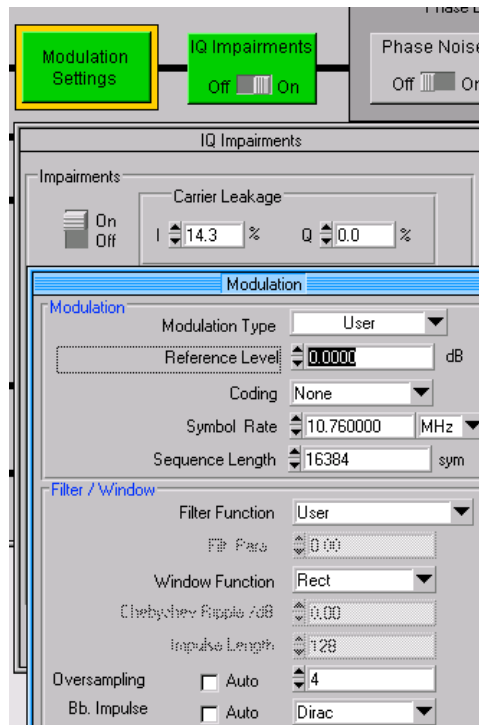 Phase
Modulation
Settings
IQ Impairments
Off On
Phase Noise
Off On
IQ Impairments
Impairments
On
Off
Carrier Leakage
I 14.3 % Q 0.0 %
Modulation
Modulation
Modulation Type User
Reference Level 0.0000 dB
Coding None
Symbol Rate 10.760000 MHz
Sequence Length 16384 sym
Filter / Window
Filter Function User
Filt Para 0.00
Window Function Rect
Chebychev Ripple /dB 0.00
Impulse Length 128
Oversampling Auto 4
Bb. Impulse Auto Dirac